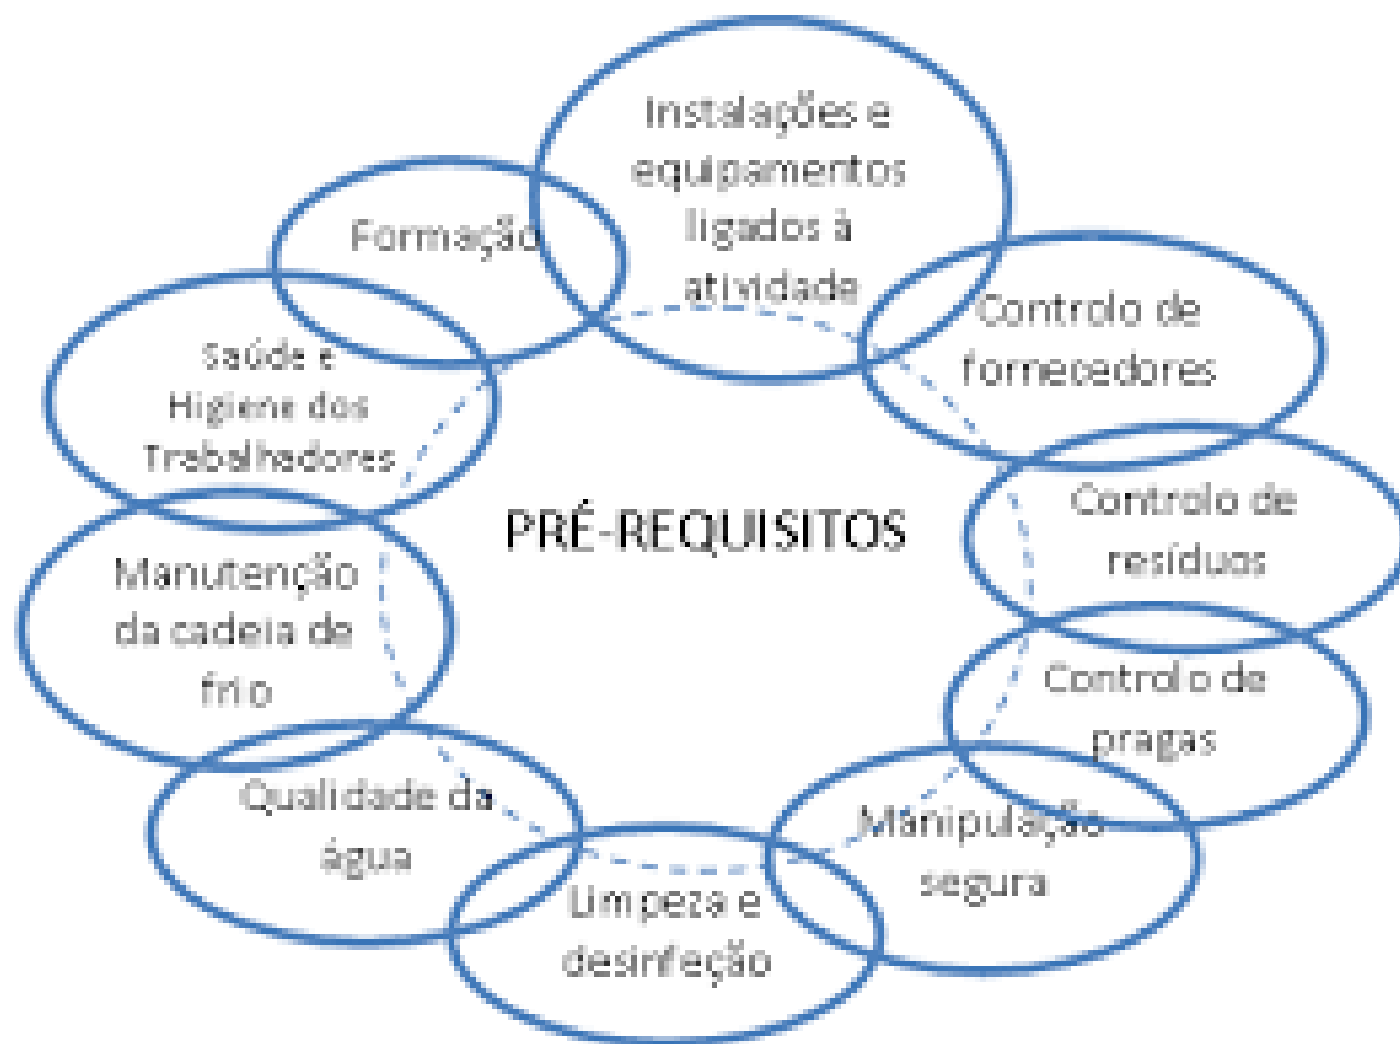 Instalações e
equipamentos
ligados à
atividade
Formação
Controlo de
fornecedores
Saúde e
Higiene dos
Trabalhadores
Controlo de
resíduos
PRÉ-REQUISITOS
Manutenção
da cadeia de
frio
Controlo de
pragas
Qualidade da
água
Manipulação
segura
Limpeza e
desinfeção